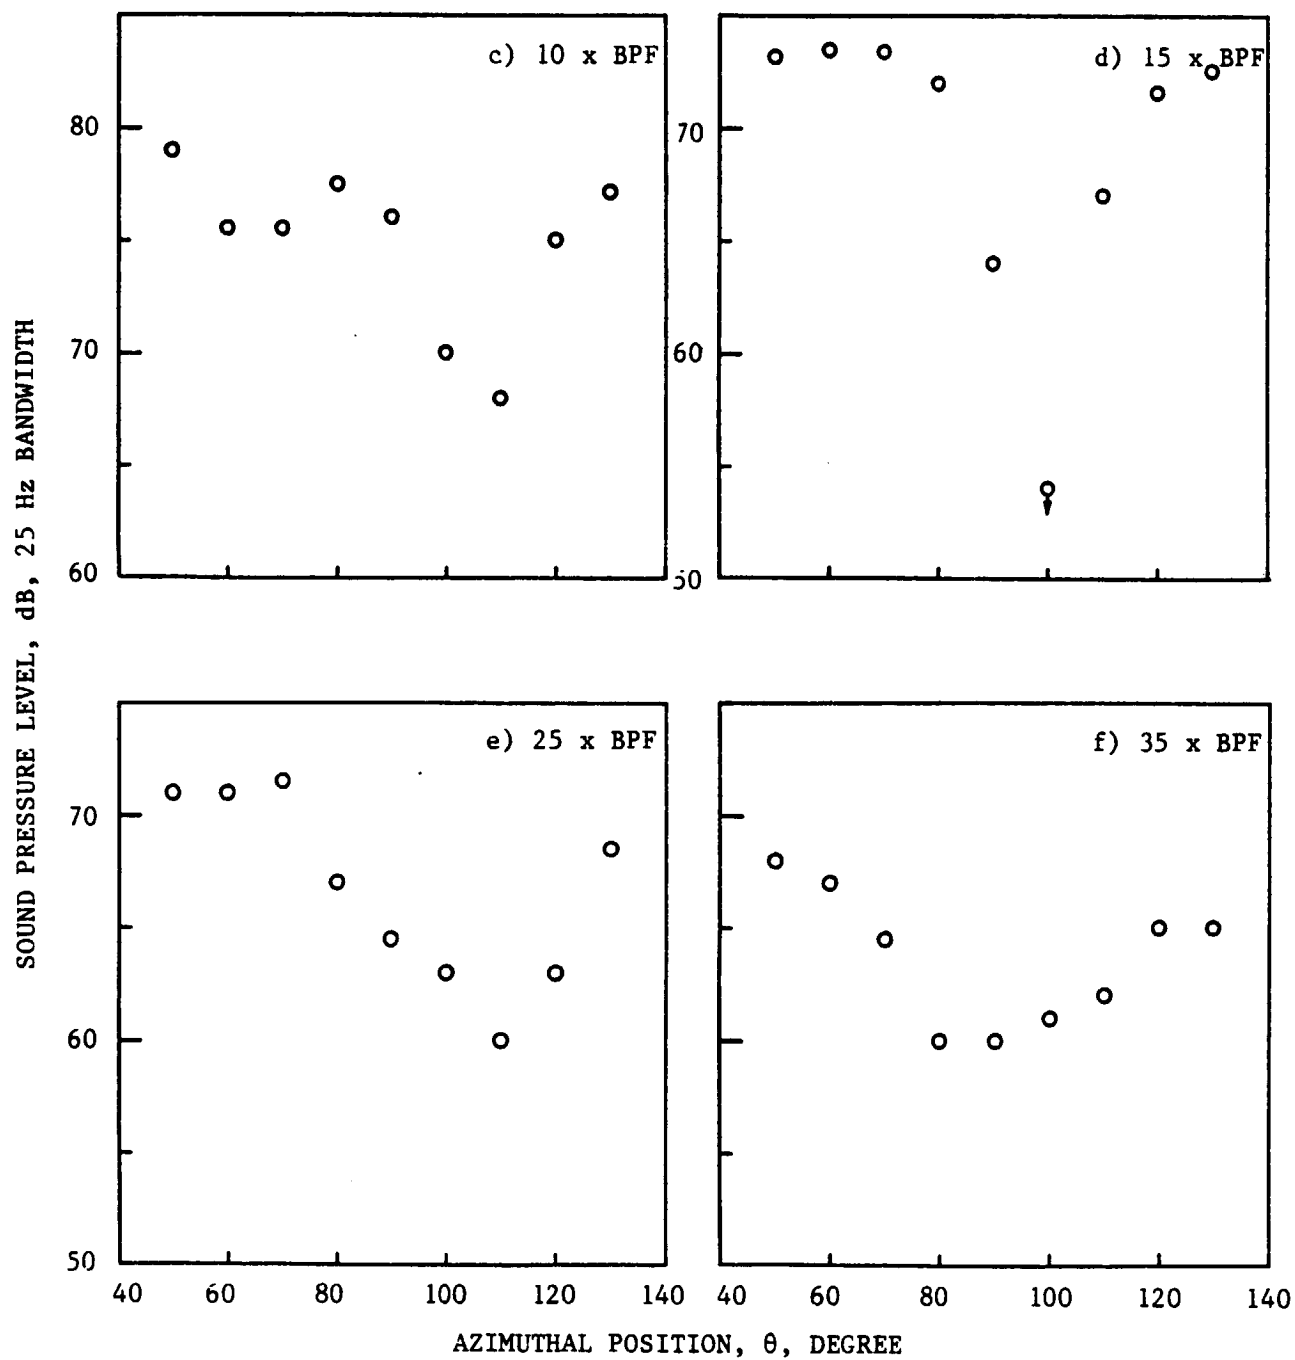 c) 10 x BPF
d) 15 x BPF
80
70
60
70
60
50
SOUND PRESSURE LEVEL, dB, 25 Hz BANDWIDTH
e) 25 x BPF
f) 35 x BPF
70
60
50
40 60 80 100 120 140
40 60 80 100 120 140
AZIMUTHAL POSITION, θ, DEGREE